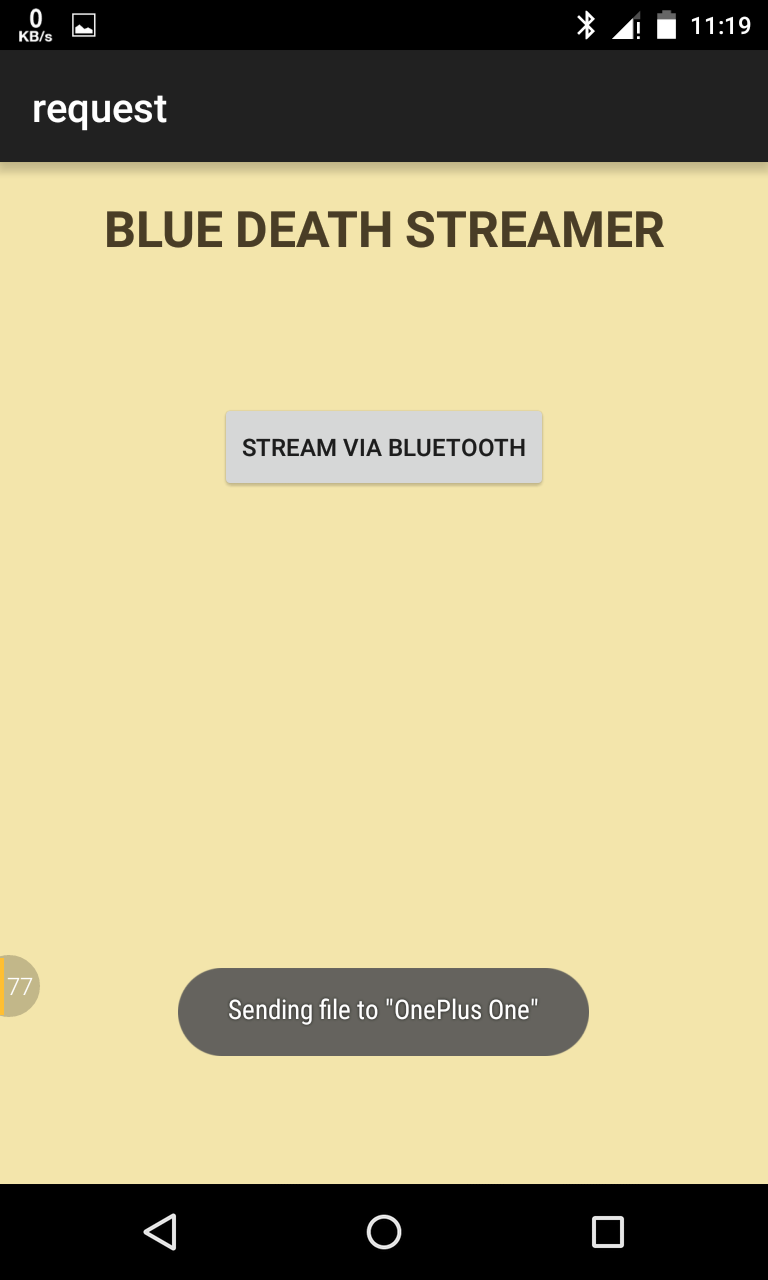 0
KB/s
11:19
request
BLUE DEATH STREAMER
STREAM VIA BLUETOOTH
77
Sending file to "OnePlus One"